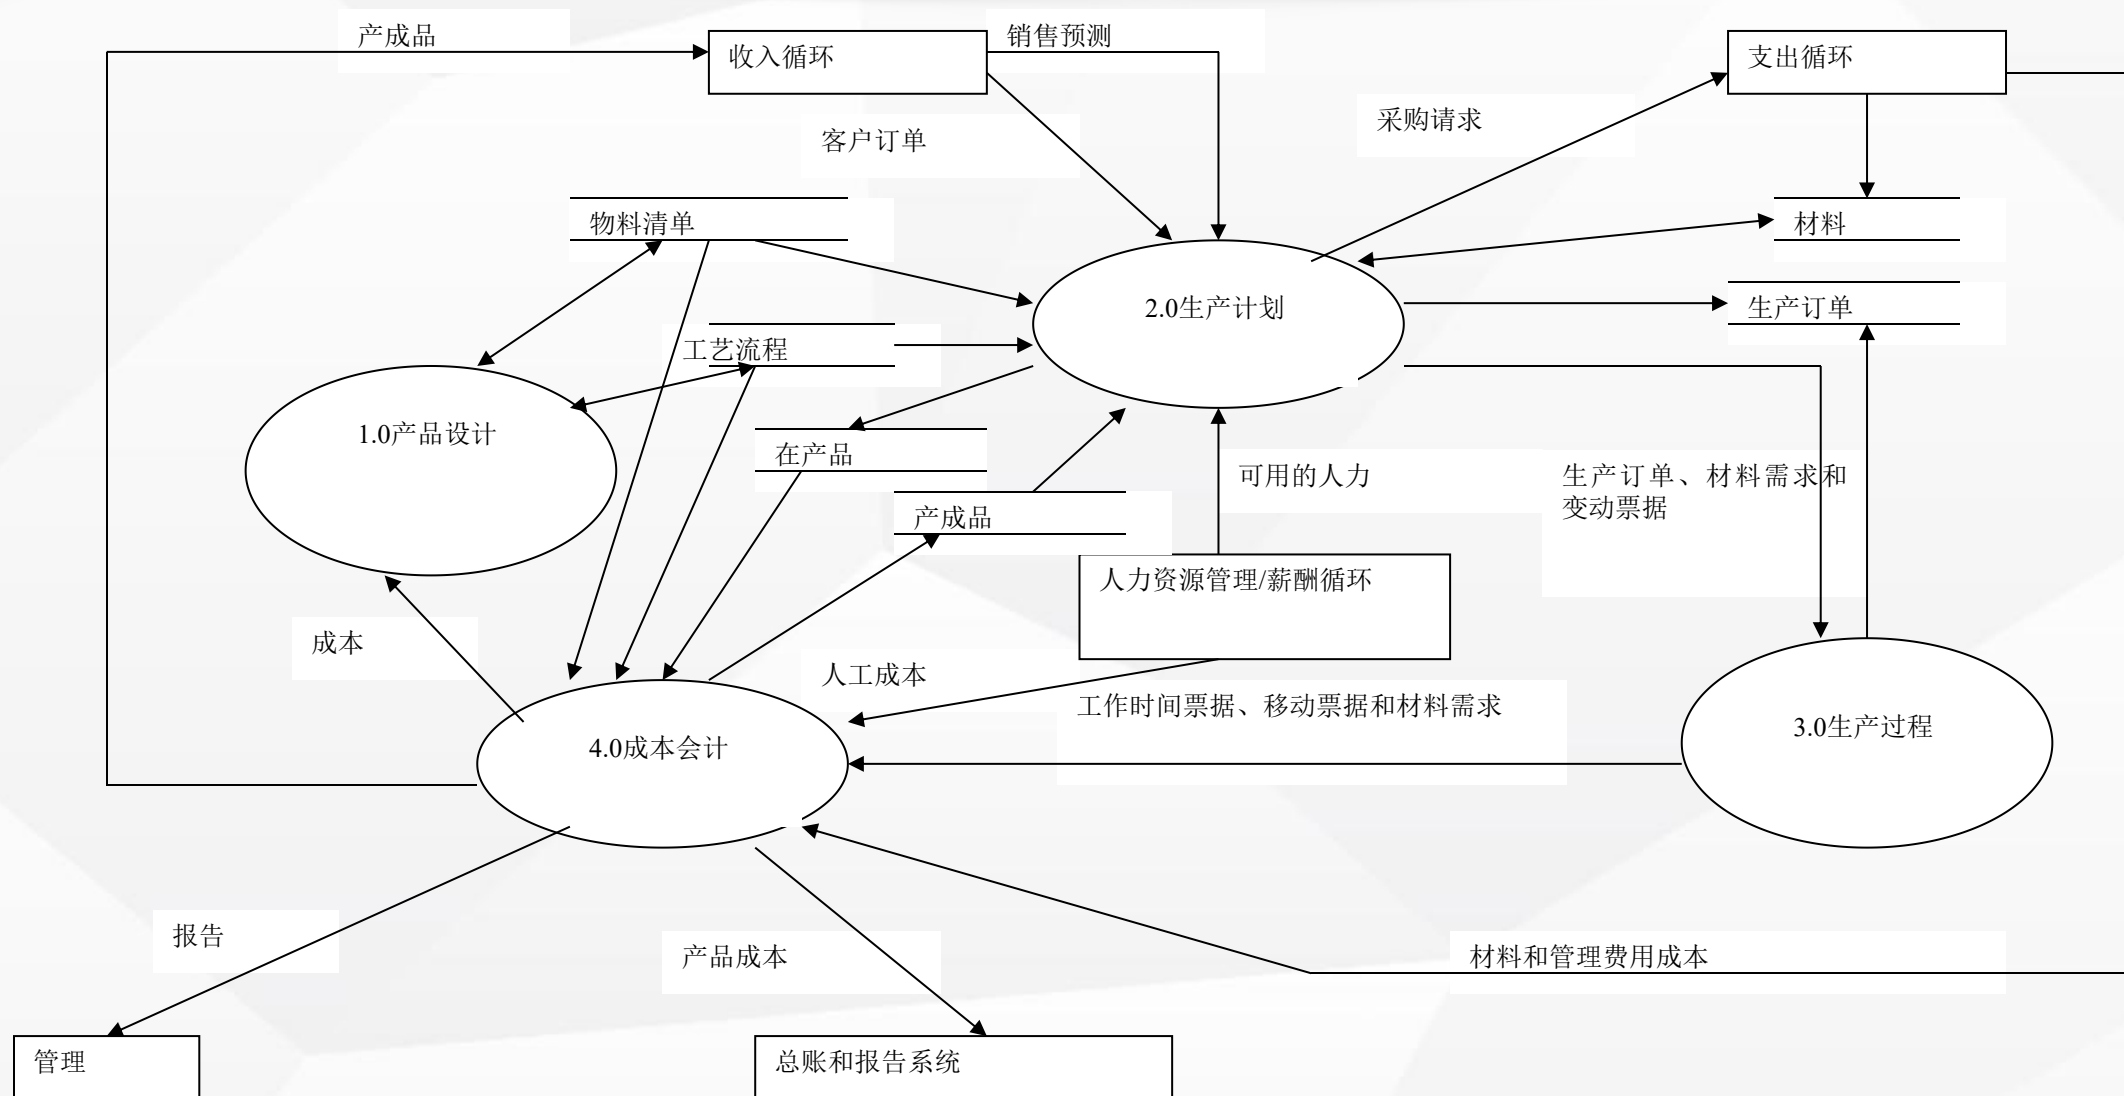 产成品
收入循环
销售预测
支出循环
客户订单
采购请求
物料清单
材料
2.0生产计划
生产订单
工艺流程
1.0产品设计
在产品
可用的人力
生产订单、材料需求和
变动票据
产成品
人力资源管理/薪酬循环
成本
人工成本
工作时间票据、移动票据和材料需求
3.0生产过程
4.0成本会计
报告
产品成本
材料和管理费用成本
管理
总账和报告系统